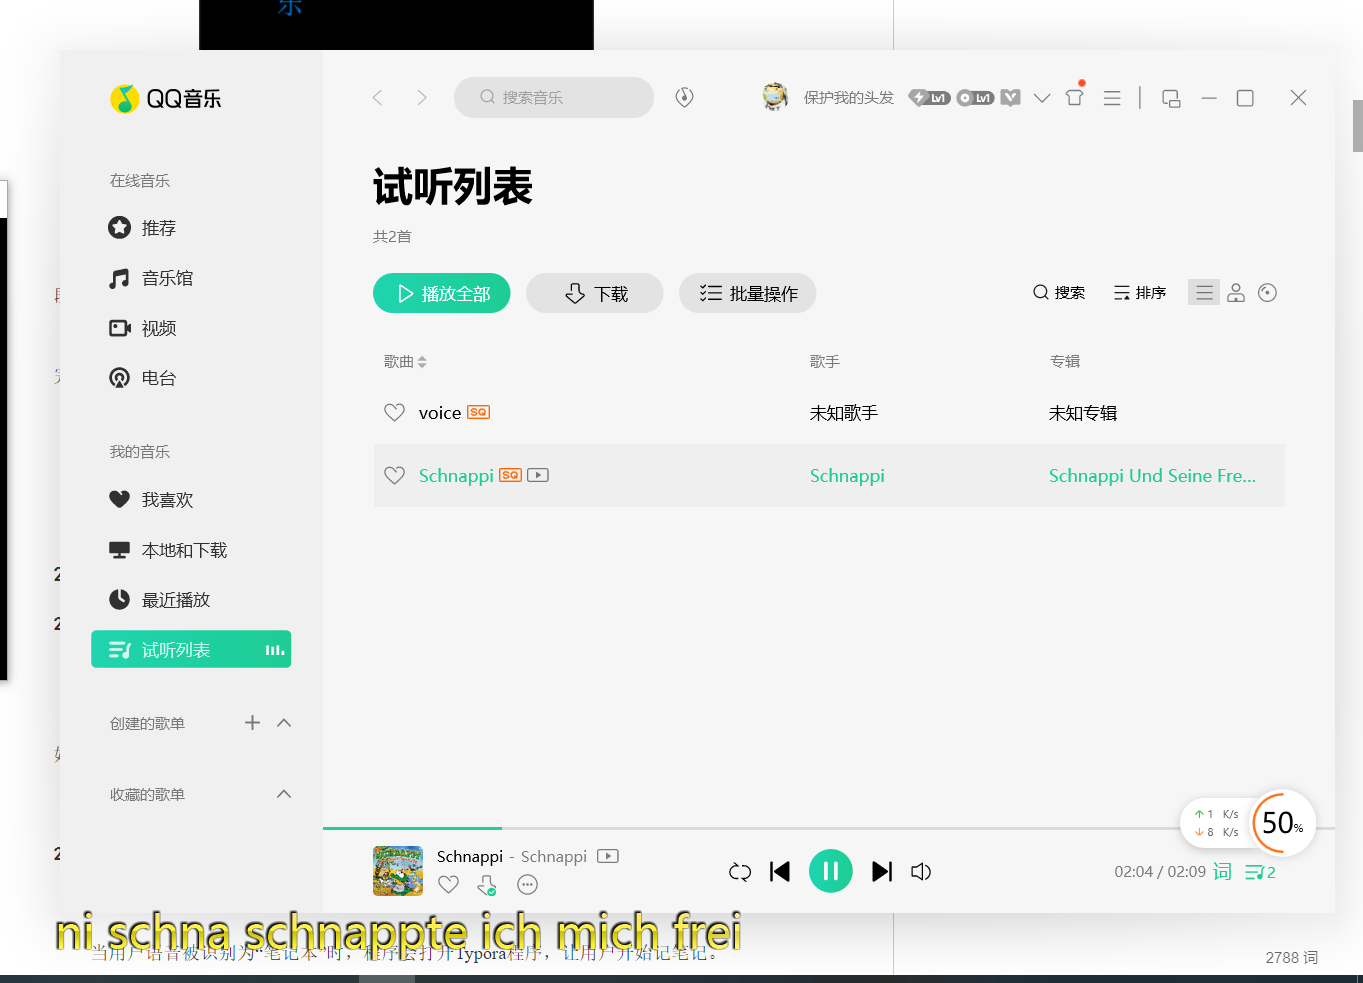 乐
QQ音乐
搜索音乐
保护我的头发
Lv1
Lv1
在线音乐
推荐
音乐馆
视频
电台
我的音乐
我喜欢
本地和下载
最近播放
试听列表
创建的歌单
收藏的歌单
试听列表
共2首
播放全部
下载
批量操作
搜索
排序
歌曲
歌手
专辑
voice SQ
未知歌手
未知专辑
Schnappi SQ
Schnappi
Schnappi Und Seine Fre...
1 K/s
8 K/s
50%
Schnappi - Schnappi
02:04 / 02:09
词
2
ni schna schnappte ich mich frei
当用户语音被识别为“笔记本”时，程序会打开Typora程序，让用户开始记笔记。
2788 词